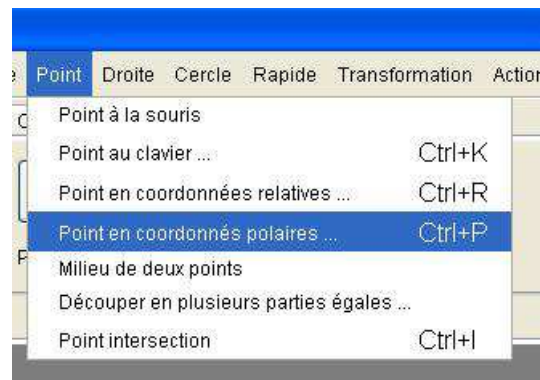 Point Droite Cercle Rapide Transformation Action
Point à la souris
Point au clavier ... Ctrl+K
Point en coordonnées relatives ... Ctrl+R
Point en coordonnés polaires ... Ctrl+P
Milieu de deux points
Découper en plusieurs parties égales ...
Point intersection Ctrl+I